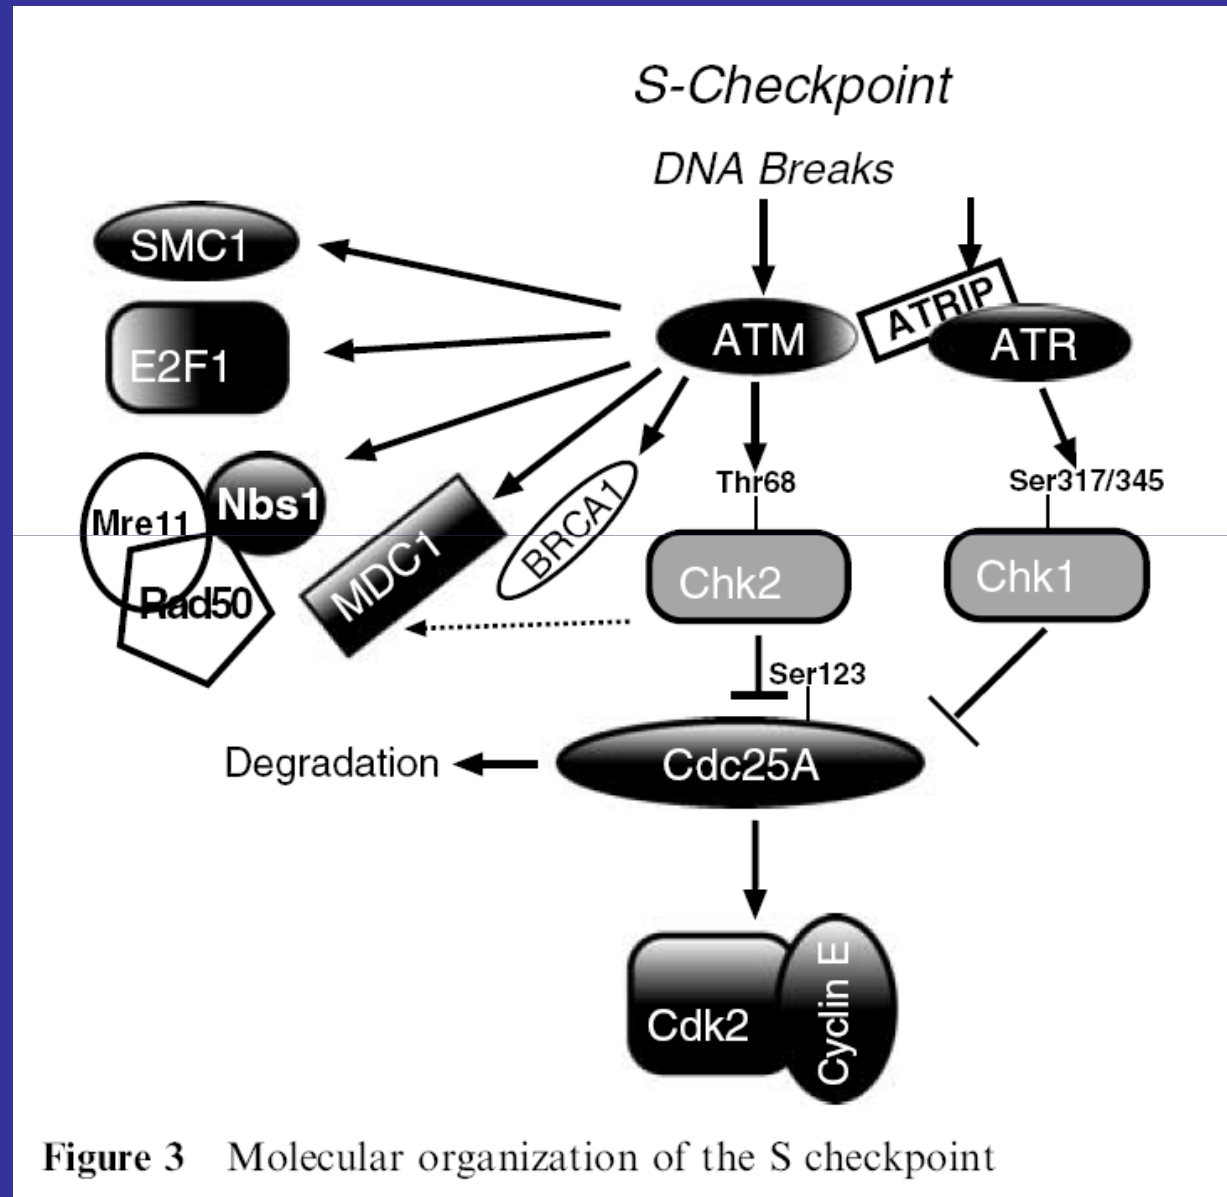 S-Checkpoint
DNA Breaks
SMC1
ATRIP
ATM
ATR
E2F1
Thr68
Ser317/345
Nbs1
Mre11
BRCA1
MDC1
Chk2
Chk1
Rad50
Ser123
Degradation
Cdc25A
Cdk2
Cyclin E
Figure 3 Molecular organization of the S checkpoint